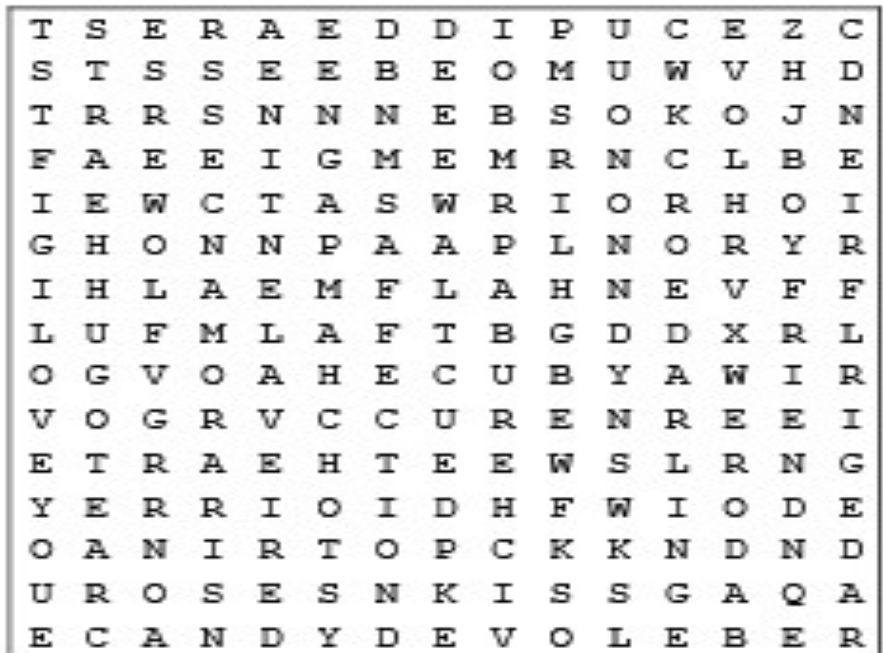 T S E R A E D D I P U C E Z C
S T S S E E B E O M U W V H D
T R R S N N N E B S O K O J N
F A E E I G M E M R N C L B E
I E W C T A S W R I O R H O I
G H O N N P A A P L N O R Y R
I H L A E M F L A H N E V F F
L U F M L A F T B G D D X R L
O G V O A H E C U B Y A W I R
V O G R V C C U R E N R E E I
E T R A E H T E E W S L R N G
Y E R R I O I D H F W I O D E
O A N I R T O P C K K N D N D
U R O S E S N K I S S G A Q A
E C A N D Y D E V O L E B E R